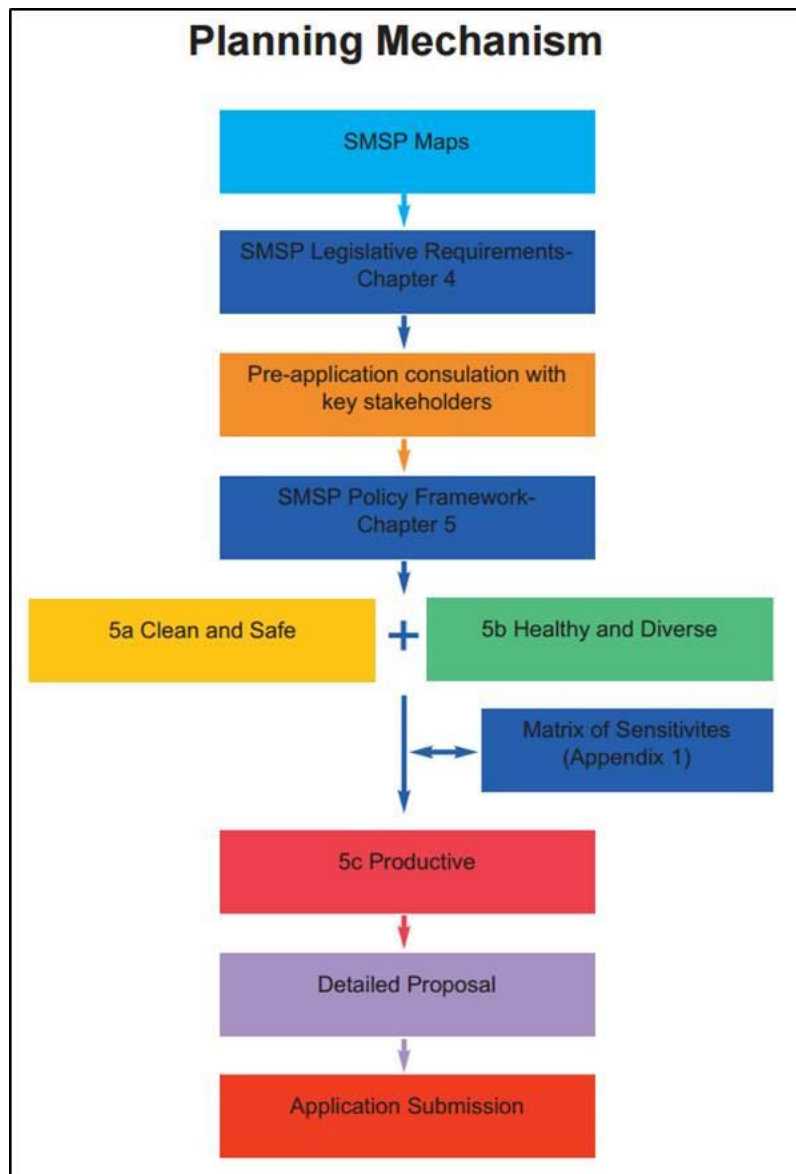 Planning Mechanism
SMSP Maps
SMSP Legislative Requirements-
Chapter 4
Pre-application consulation with
key stakeholders
SMSP Policy Framework-
Chapter 5
5a Clean and Safe
+
5b Healthy and Diverse
Matrix of Sensitivites
(Appendix 1)
5c Productive
Detailed Proposal
Application Submission